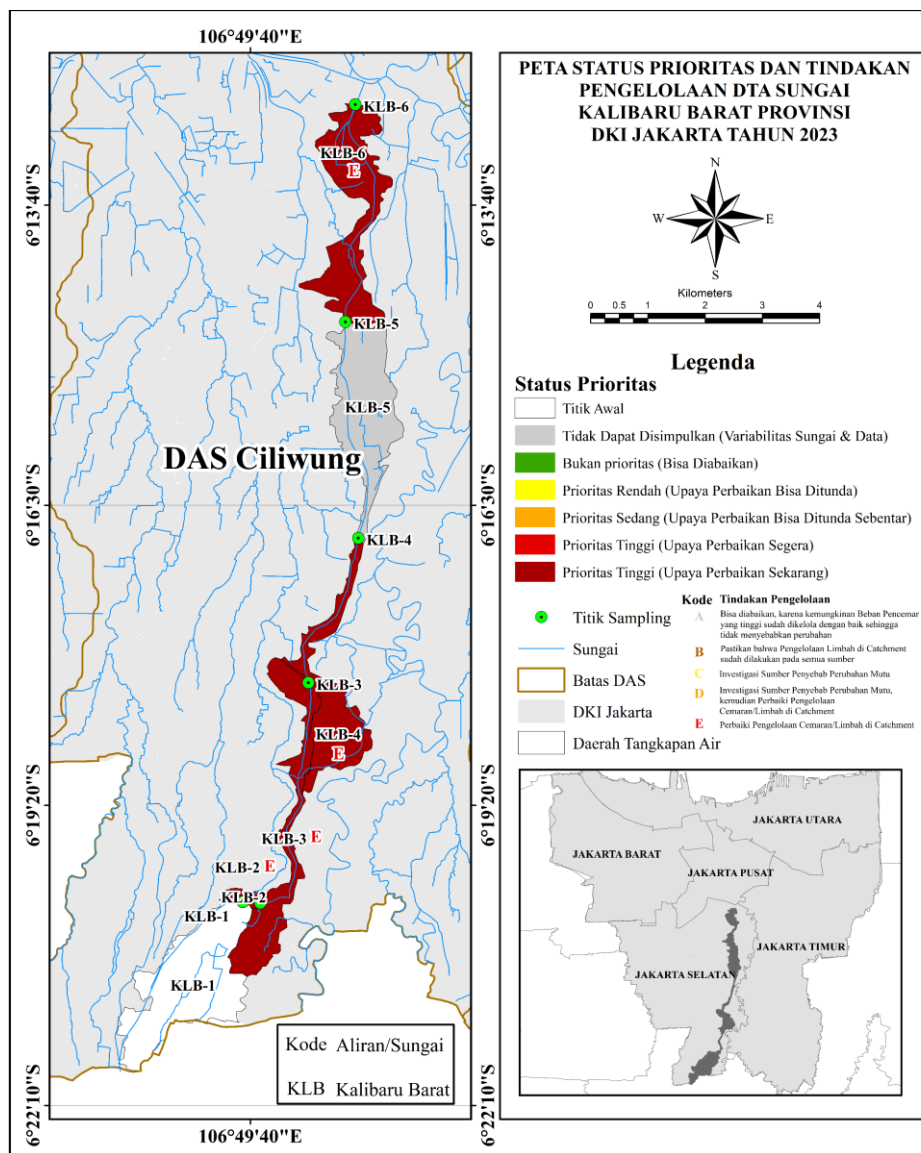 106°49'40"E
6°13'40"S
6°16'30"S
6°19'20"S
6°22'10"S
KLB-6
KLB-6
E
KLB-5
KLB-5
DAS Ciliwung
KLB-4
KLB-3
KLB-4
E
KLB-3 E
KLB-2 E
KLB-2
KLB-1
KLB-1
Kode Aliran/Sungai
KLB Kalibaru Barat
106°49'40"E
6°13'40"S
6°16'30"S
6°19'20"S
6°22'10"S
PETA STATUS PRIORITAS DAN TINDAKAN
PENGELOLAAN DTA SUNGAI
KALIBARU BARAT PROVINSI
DKI JAKARTA TAHUN 2023
N
W E
S
Kilometers
0 0.5 1 2 3 4
Legenda
Status Prioritas
Titik Awal
Tidak Dapat Disimpulkan (Variabilitas Sungai & Data)
Bukan prioritas (Bisa Diabaikan)
Prioritas Rendah (Upaya Perbaikan Bisa Ditunda)
Prioritas Sedang (Upaya Perbaikan Bisa Ditunda Sebentar)
Prioritas Tinggi (Upaya Perbaikan Segera)
Prioritas Tinggi (Upaya Perbaikan Sekarang)
Titik Sampling
Sungai
Batas DAS
DKI Jakarta
Daerah Tangkapan Air
Kode Tindakan Pengelolaan
A Bisa diabaikan, karena kemungkinan Beban Pencemar
yang tinggi sudah dikelola dengan baik sehingga
tidak menyebabkan perubahan
B Pastikan bahwa Pengelolaan Limbah di Catchment
sudah dilakukan pada semua sumber
C Investigasi Sumber Penyebab Perubahan Mutu
D Investigasi Sumber Penyebab Perubahan Mutu,
kemudian Perbaiki Pengelolaan
Cemaran/Limbah di Catchment
E Perbaiki Pengelolaan Cemaran/Limbah di Catchment
JAKARTA UTARA
JAKARTA BARAT
JAKARTA PUSAT
JAKARTA TIMUR
JAKARTA SELATAN